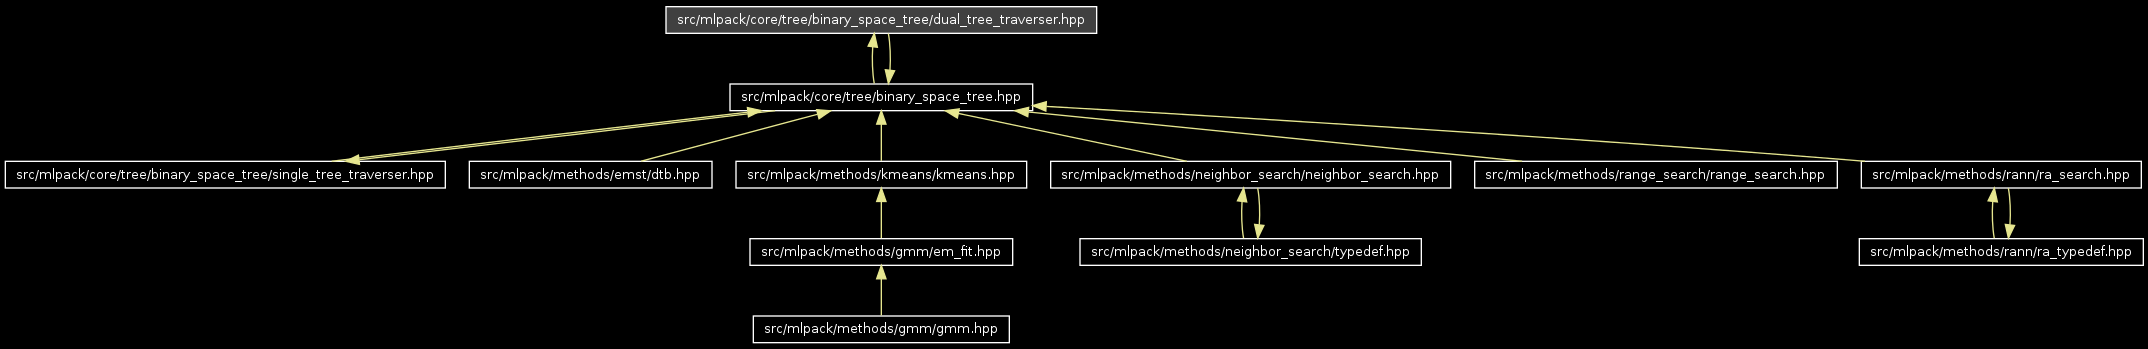 src/mlpack/core/tree/binary_space_tree/dual_tree_traverser.hpp
src/mlpack/core/tree/binary_space_tree.hpp
src/mlpack/core/tree/binary_space_tree/single_tree_traverser.hpp
src/mlpack/methods/emst/dtb.hpp
src/mlpack/methods/kmeans/kmeans.hpp
src/mlpack/methods/neighbor_search/neighbor_search.hpp
src/mlpack/methods/range_search/range_search.hpp
src/mlpack/methods/rann/ra_search.hpp
src/mlpack/methods/gmm/em_fit.hpp
src/mlpack/methods/neighbor_search/typedef.hpp
src/mlpack/methods/rann/ra_typedef.hpp
src/mlpack/methods/gmm/gmm.hpp